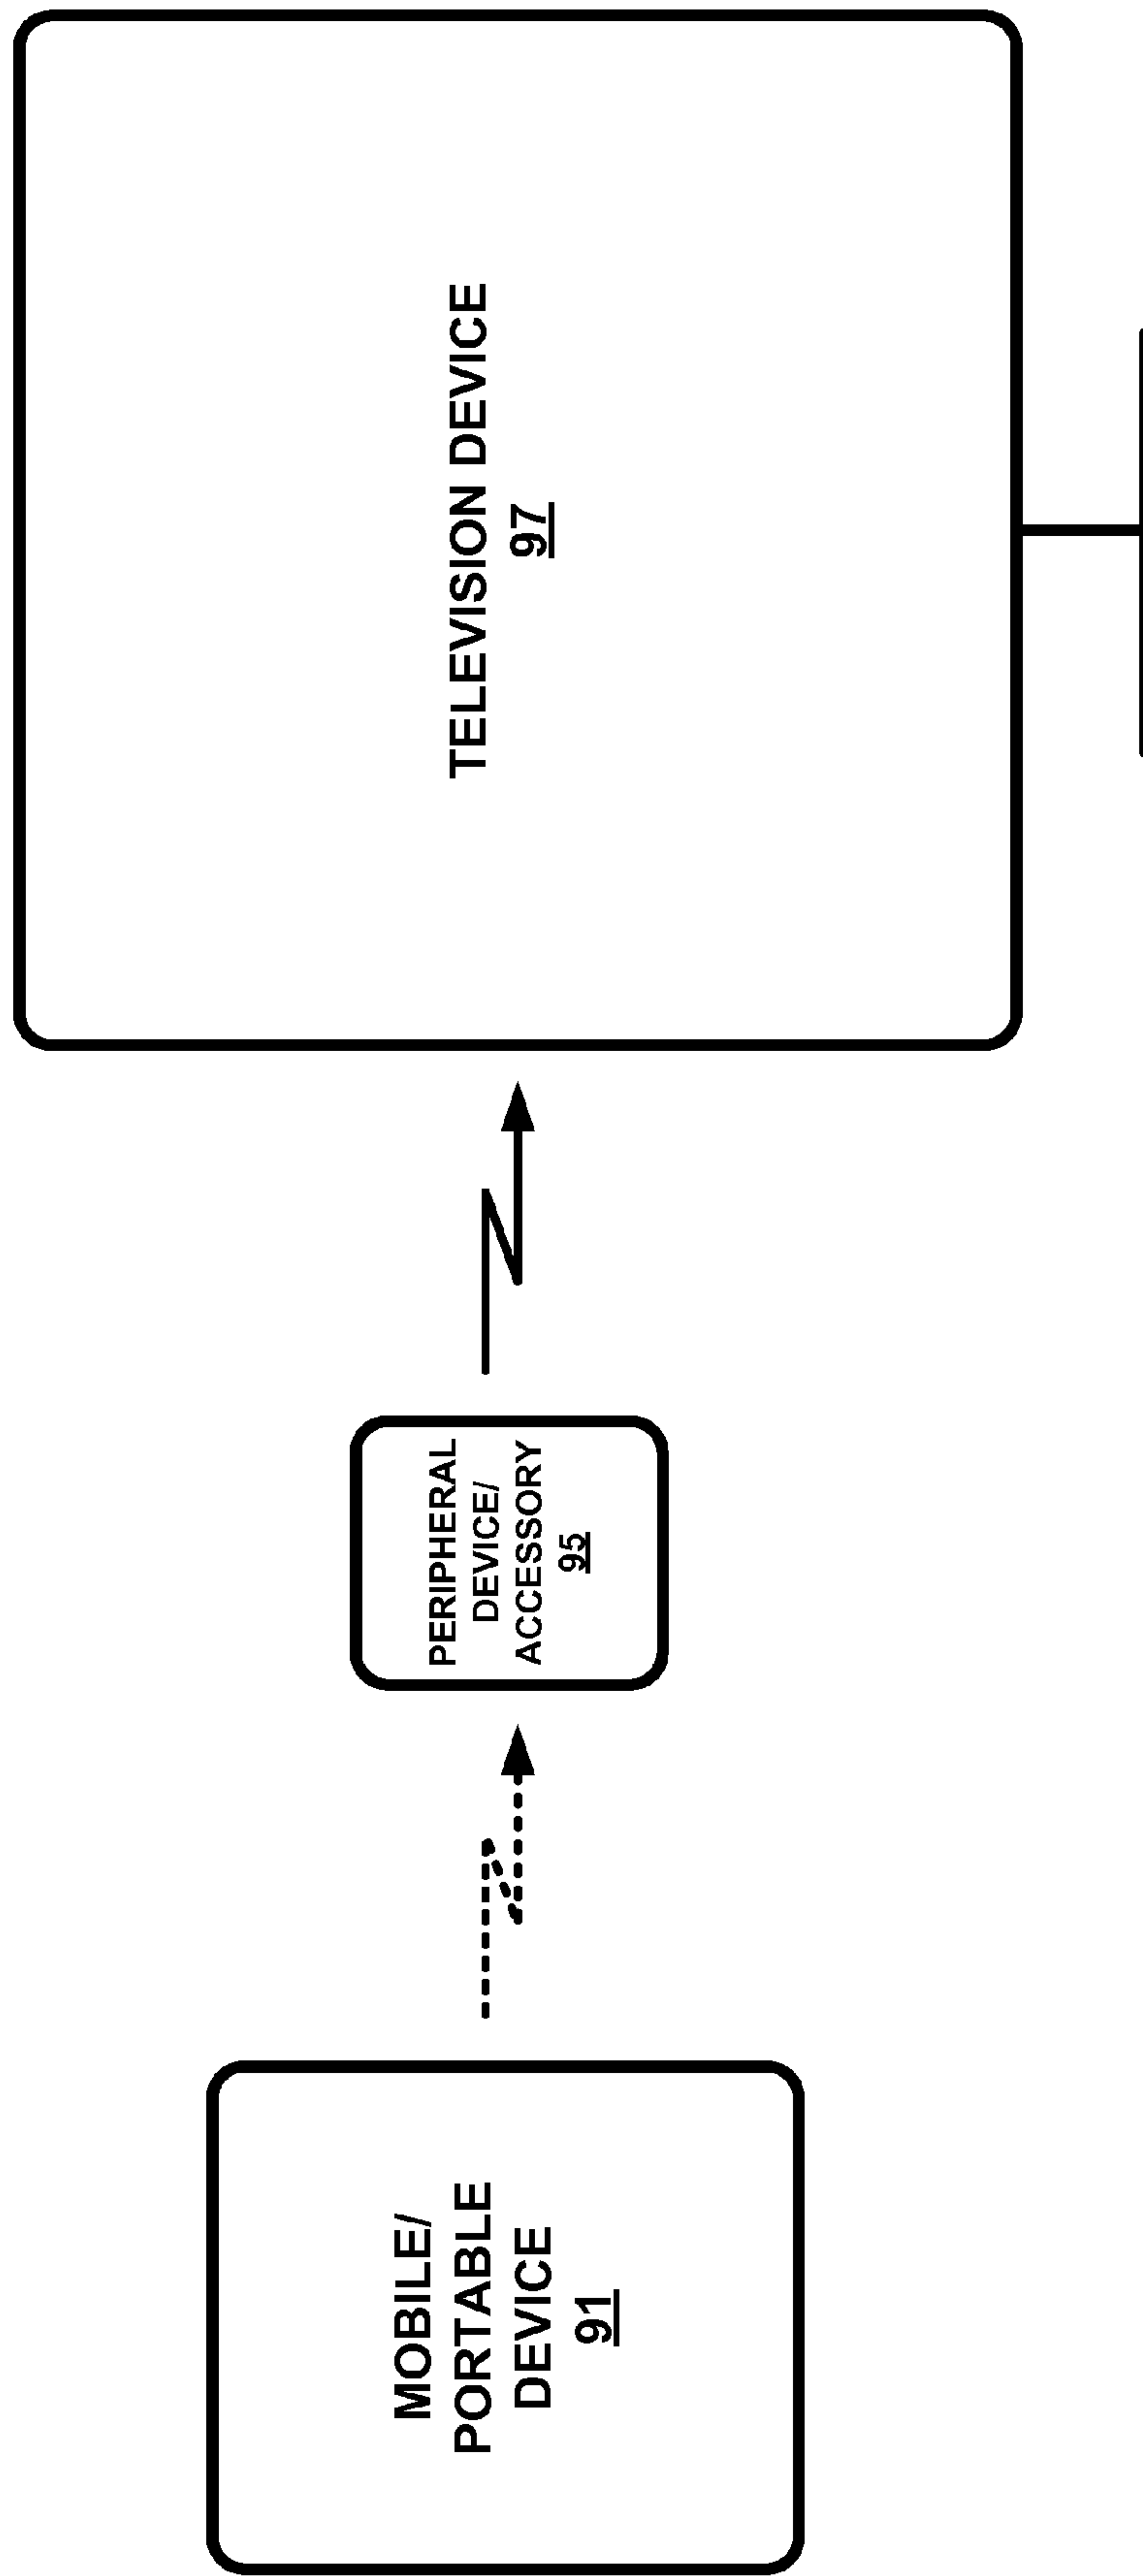 MOBILE/
PORTABLE
DEVICE
91
PERIPHERAL
DEVICE/
ACCESSORY
95
TELEVISION DEVICE
97